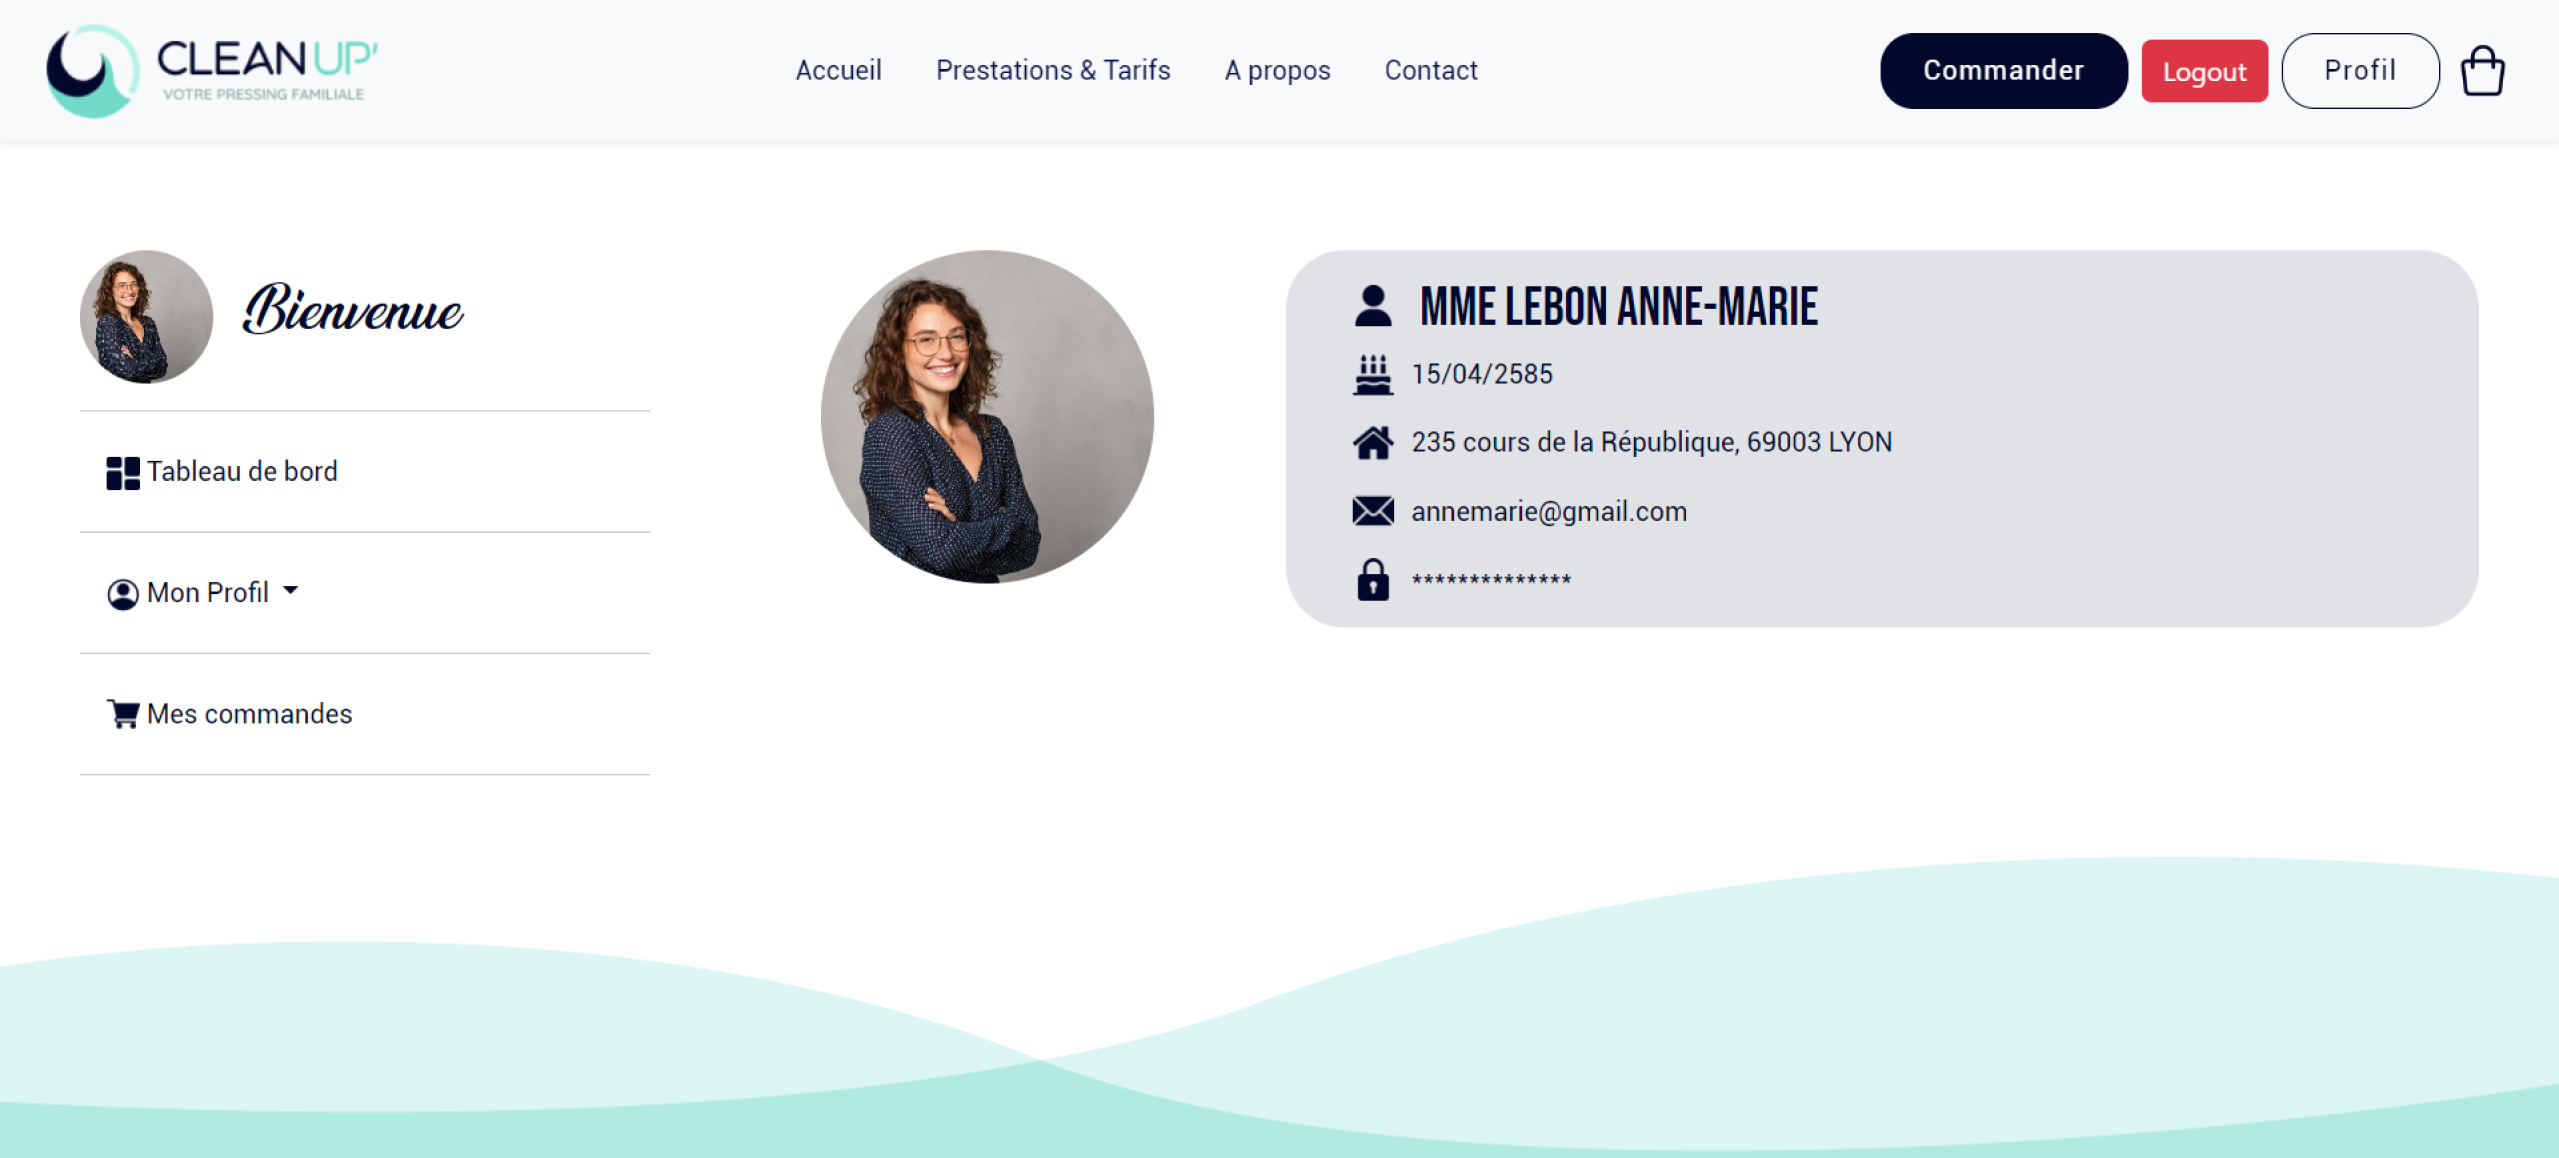 CLEAN UP'
VOTRE PRESSING FAMILIALE
Accueil
Prestations & Tarifs
A propos
Contact
Commander
Logout
Profil
Bienvenue
Tableau de bord
Mon Profil
Mes commandes
MME LEBON ANNE-MARIE
15/04/2585
235 cours de la République, 69003 LYON
annemarie@gmail.com
**************